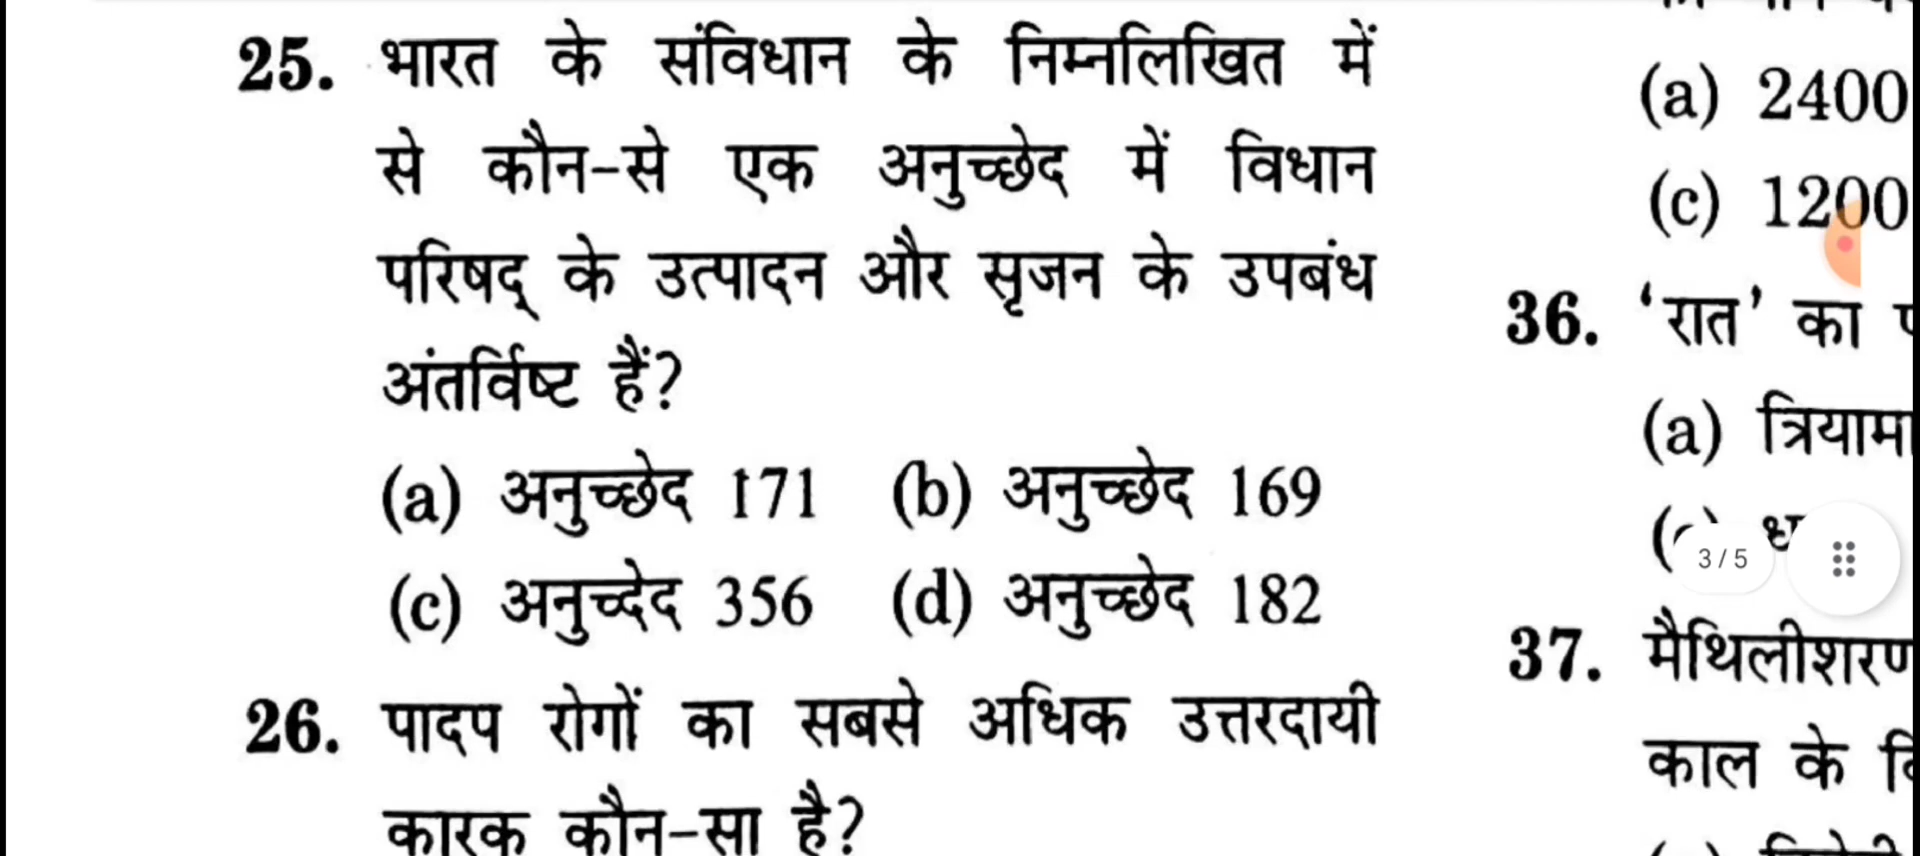 25. भारत के संविधान के निम्नलिखित में
से कौन-से एक अनुच्छेद में विधान
परिषद् के उत्पादन और सृजन के उपबंध
अंतर्विष्ट हैं?
(a) अनुच्छेद 171 (b) अनुच्छेद 169
(c) अनुच्देद 356 (d) अनुच्छेद 182
26. पादप रोगों का सबसे अधिक उत्तरदायी
कारक कौन-सा है?
(a) 2400
(c) 1200
36. 'रात' का
(a) त्रियामा
3/5
37. मैथिलीशरण
काल के